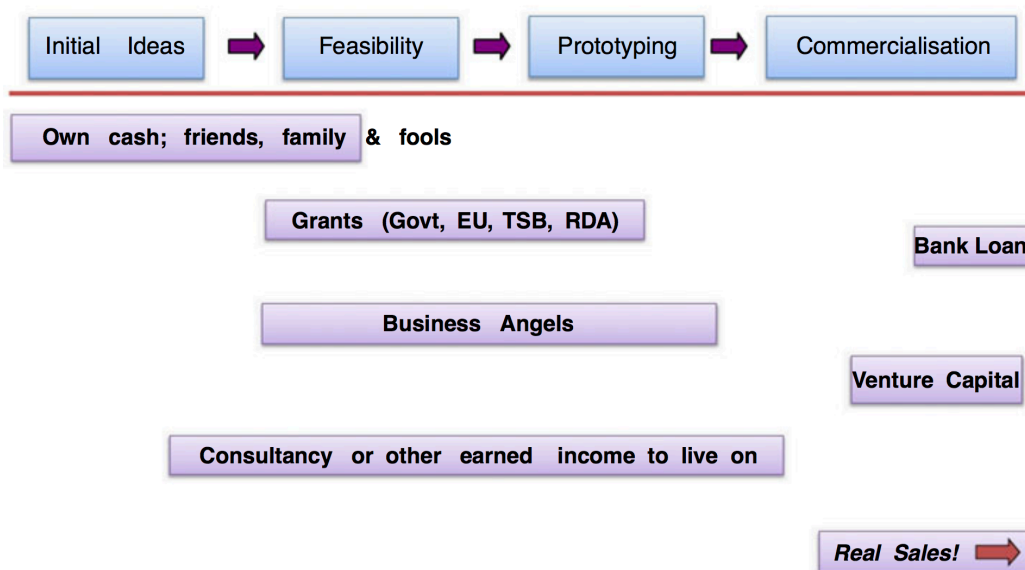 Initial Ideas
Feasibility
Prototyping
Commercialisation
Own cash; friends, family & fools
Grants (Govt, EU, TSB, RDA)
Bank Loan
Business Angels
Venture Capital
Consultancy or other earned income to live on
Real Sales!